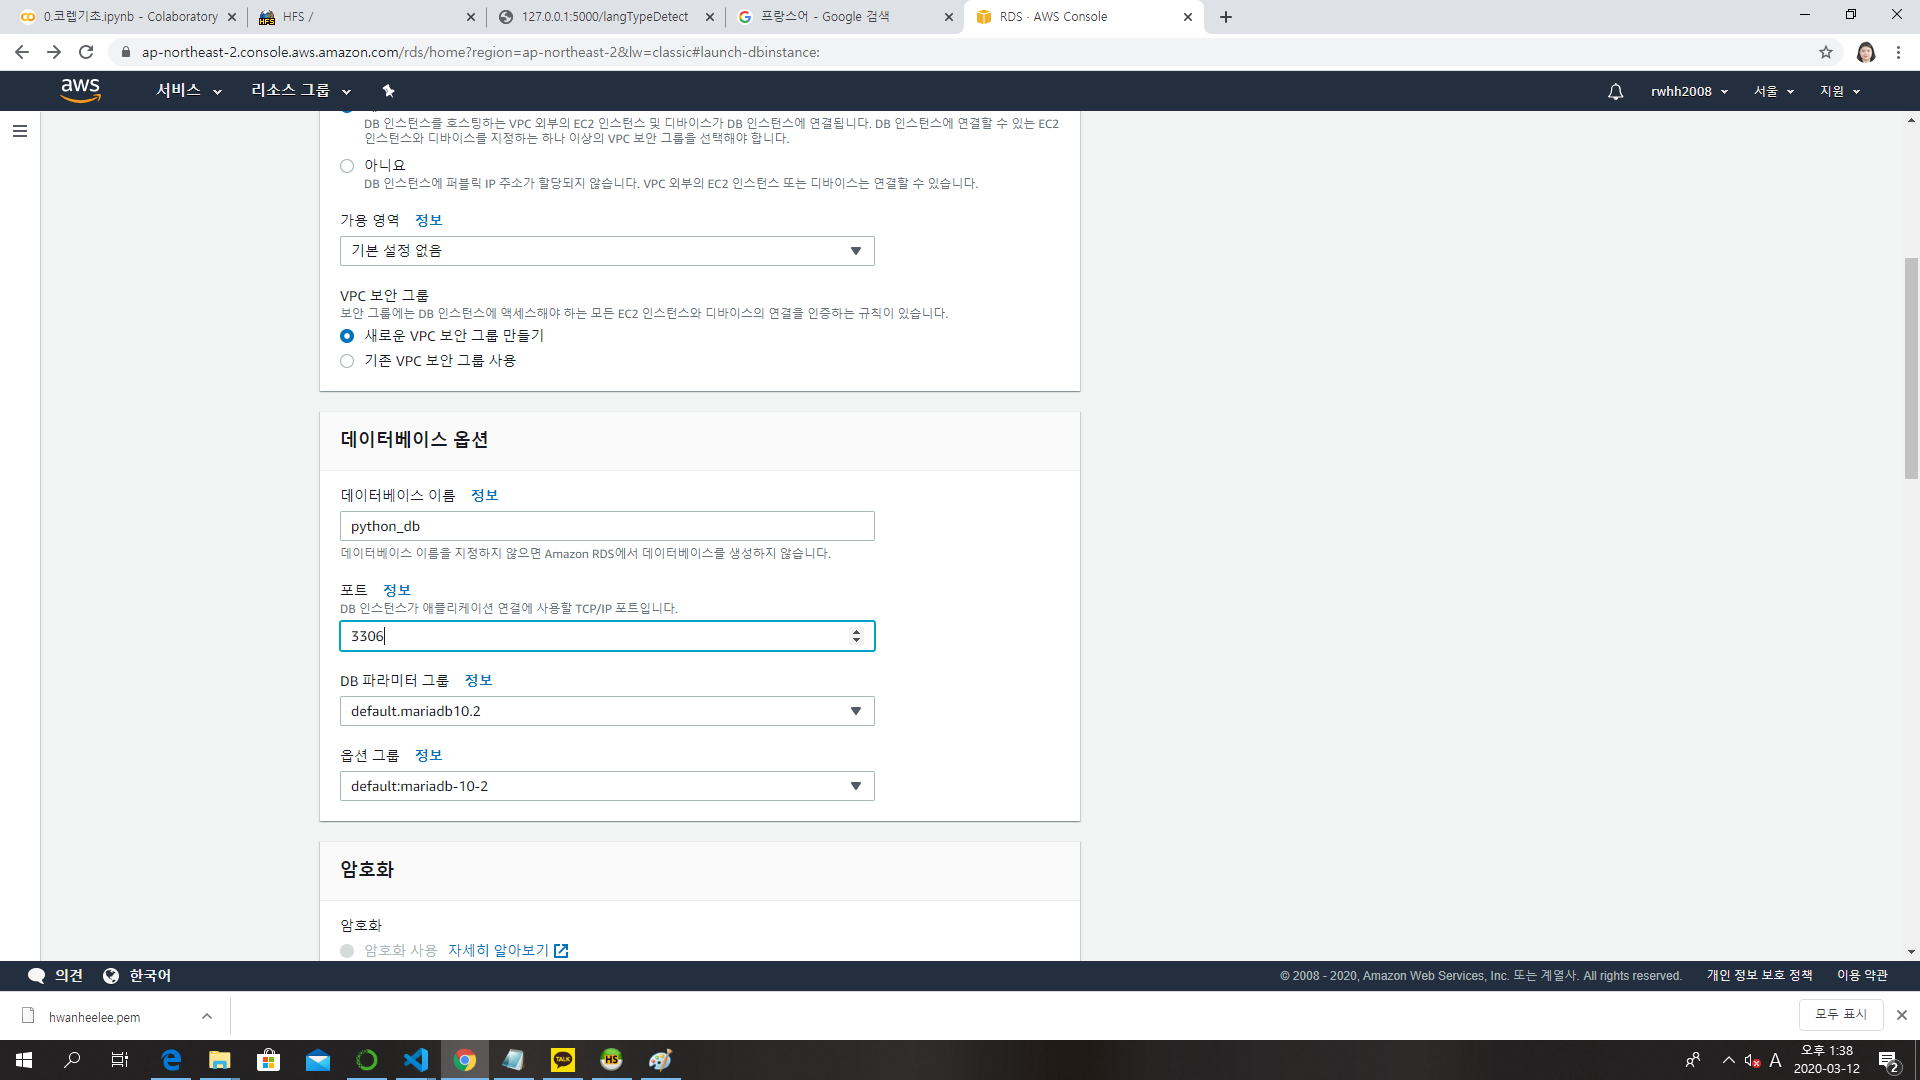 0.코렙기초.ipynb - Colaboratory
HFS /
127.0.0.1:5000/langTypeDetect
프랑스어 - Google 검색
RDS · AWS Console
ap-northeast-2.console.aws.amazon.com/rds/home?region=ap-northeast-2&lw=classic#launch-dbinstance:
aws 서비스 리소스 그룹 rwhh2008 서울 지원
DB 인스턴스를 호스팅하는 VPC 외부의 EC2 인스턴스 및 디바이스가 DB 인스턴스에 연결됩니다. DB 인스턴스에 연결할 수 있는 EC2
인스턴스와 디바이스를 지정하는 하나 이상의 VPC 보안 그룹을 선택해야 합니다.
아니요
DB 인스턴스에 퍼블릭 IP 주소가 할당되지 않습니다. VPC 외부의 EC2 인스턴스 또는 디바이스는 연결할 수 있습니다.
가용 영역 정보
기본 설정 없음
VPC 보안 그룹
보안 그룹에는 DB 인스턴스에 액세스해야 하는 모든 EC2 인스턴스와 디바이스의 연결을 인증하는 규칙이 있습니다.
새로운 VPC 보안 그룹 만들기
기존 VPC 보안 그룹 사용
데이터베이스 옵션
데이터베이스 이름 정보
python_db
데이터베이스 이름을 지정하지 않으면 Amazon RDS에서 데이터베이스를 생성하지 않습니다.
포트 정보
DB 인스턴스가 애플리케이션 연결에 사용할 TCP/IP 포트입니다.
3306
DB 파라미터 그룹 정보
default.mariadb10.2
옵션 그룹 정보
default:mariadb-10-2
암호화
암호화
암호화 사용 자세히 알아보기
의견 한국어 © 2008 - 2020, Amazon Web Services, Inc. 또는 계열사. All rights reserved. 개인 정보 보호 정책 이용 약관
hwanheelee.pem 모두 표시
TALK
HS
A
오후 1:38
2020-03-12
2